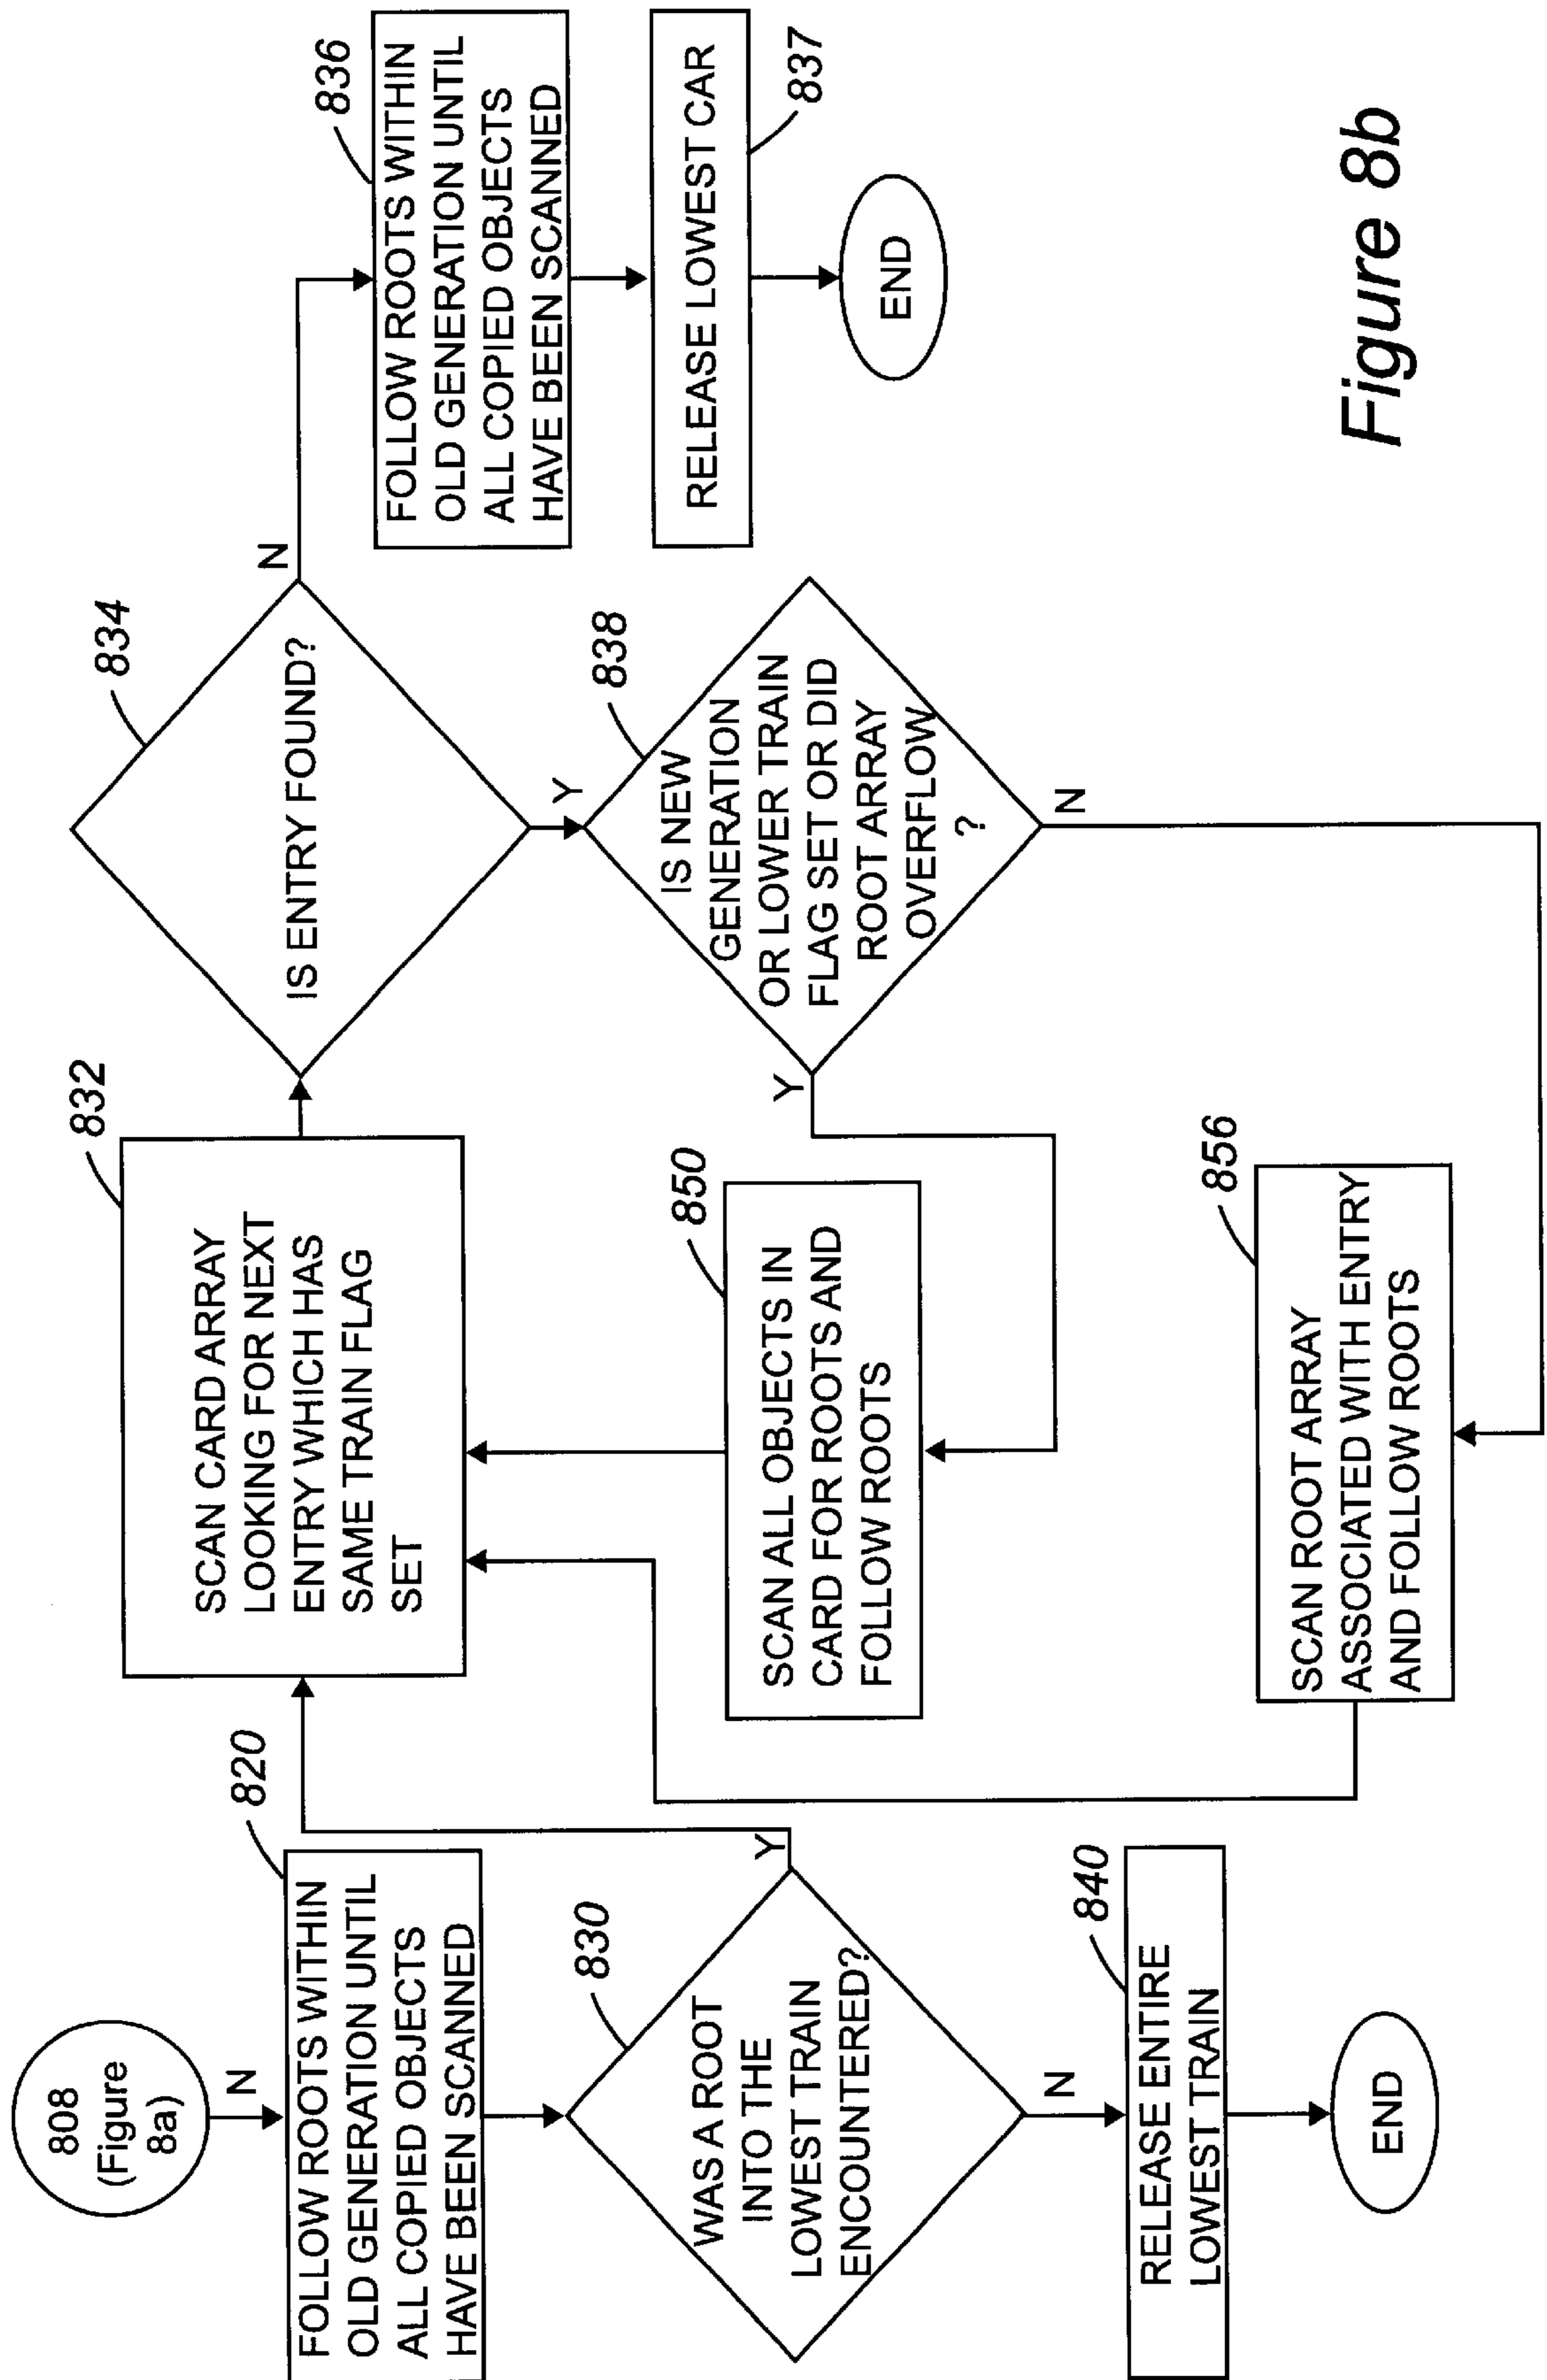 808
(Figure
8a)
N
820
FOLLOW ROOTS WITHIN
OLD GENERATION UNTIL
ALL COPIED OBJECTS
HAVE BEEN SCANNED
830
WAS A ROOT
INTO THE
LOWEST TRAIN
ENCOUNTERED?
Y
N
840
RELEASE ENTIRE
LOWEST TRAIN
END
832
SCAN CARD ARRAY
LOOKING FOR NEXT
ENTRY WHICH HAS
SAME TRAIN FLAG
SET
850
SCAN ALL OBJECTS IN
CARD FOR ROOTS AND
FOLLOW ROOTS
856
SCAN ROOT ARRAY
ASSOCIATED WITH ENTRY
AND FOLLOW ROOTS
834
IS ENTRY FOUND?
N
Y
838
IS NEW
GENERATION
OR LOWER TRAIN
FLAG SET OR DID
ROOT ARRAY
OVERFLOW
?
Y
N
836
FOLLOW ROOTS WITHIN
OLD GENERATION UNTIL
ALL COPIED OBJECTS
HAVE BEEN SCANNED
RELEASE LOWEST CAR
837
END
Figure 8b